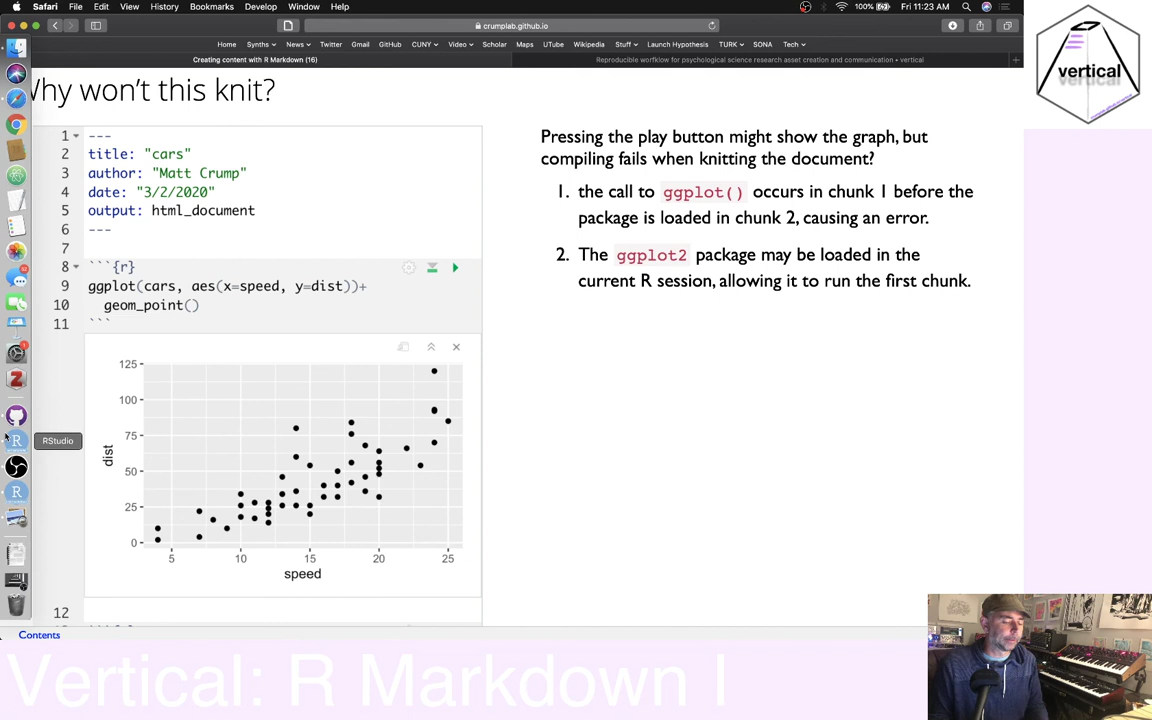 Safari File Edit View History Bookmarks Develop Window Help
100% Fri 11:23 AM
crumplab.github.io
Home Synths News Twitter Gmail GitHub CUNY Video Scholar Maps UTube Wikipedia Stuff Launch Hypothesis TURK SONA Tech
Creating content with R Markdown (16)
Reproducible worfklow for psychological science research asset creation and communication • vertical
Why won't this knit?
1 ---
2 title: "cars"
3 author: "Matt Crump"
4 date: "3/2/2020"
5 output: html_document
6 ---
7
8 ```{r}
9 ggplot(cars, aes(x=speed, y=dist))+
10 geom_point()
11 ```
125
100
75
50
25
0
dist
5 10 15 20 25
speed
12
Contents
RStudio
Pressing the play button might show the graph, but
compiling fails when knitting the document?
1. the call to ggplot() occurs in chunk 1 before the
package is loaded in chunk 2, causing an error.
2. The ggplot2 package may be loaded in the
current R session, allowing it to run the first chunk.
vertical
Vertical: R Markdown I